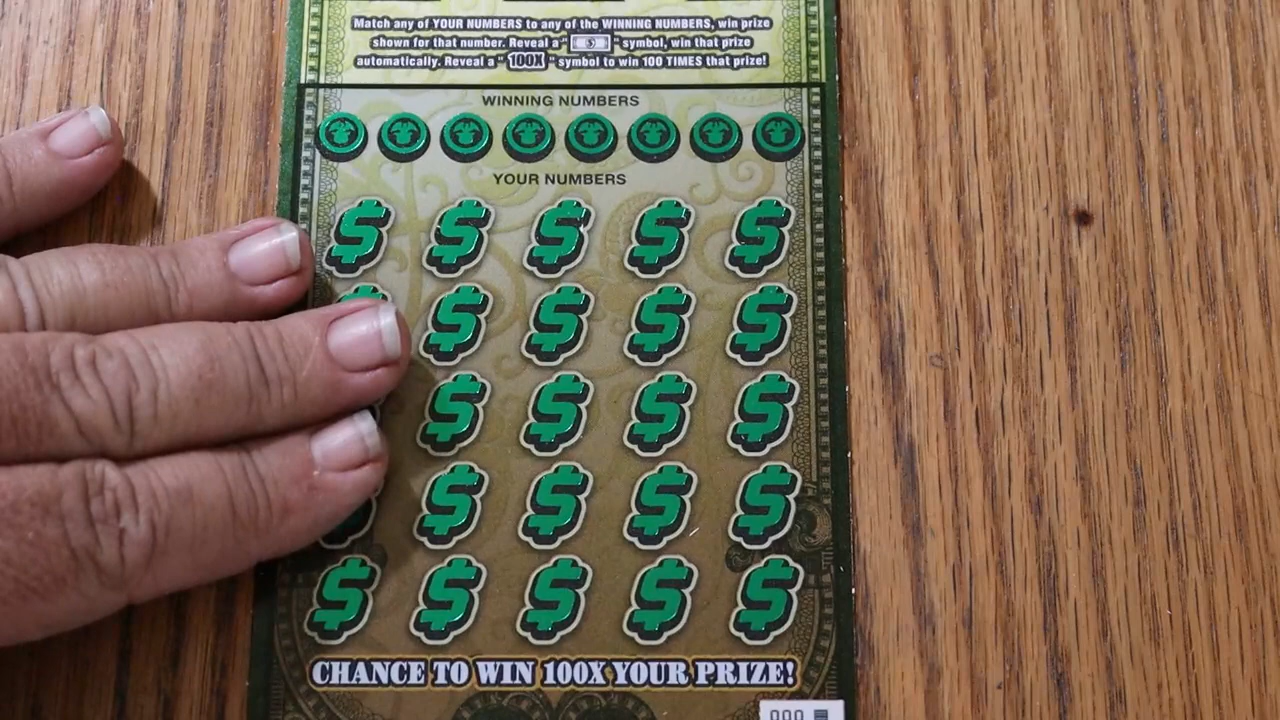 Match any of YOUR NUMBERS to any of the WINNING NUMBERS, win prize
shown for that number. Reveal a " " symbol, win that prize
automatically. Reveal a " 100X " symbol to win 100 TIMES that prize!
WINNING NUMBERS
YOUR NUMBERS
$ $ $ $ $
$ $ $ $
$ $ $ $
$ $ $ $
$ $ $ $ $
CHANCE TO WIN 100X YOUR PRIZE!